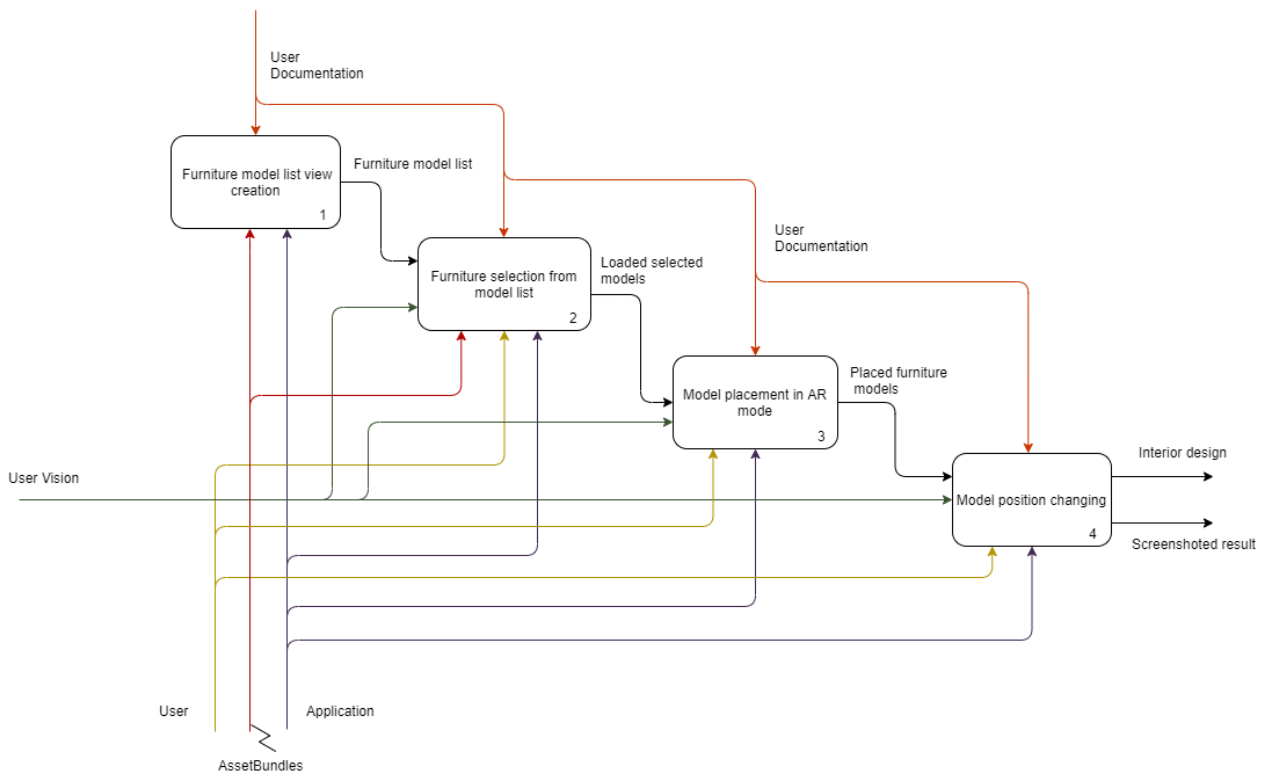 User
Documentation
Furniture model list view
creation
1
Furniture model list
Furniture selection from
model list
2
Loaded selected
models
User
Documentation
Model placement in AR
mode
3
Placed furniture
models
User Vision
Model position changing
4
Interior design
Screenshoted result
User
Application
AssetBundles